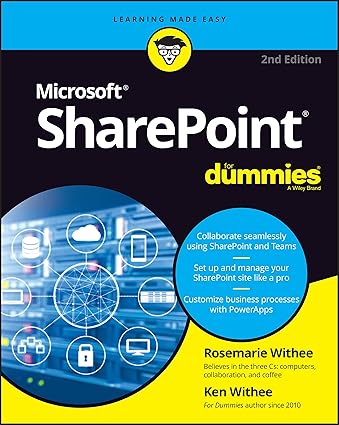 LEARNING MADE EASY
2nd Edition
Microsoft®
SharePoint®
for
dummies®
A Wiley Brand
Collaborate seamlessly
using SharePoint and Teams
Set up and manage your
SharePoint site like a pro
Customize business processes
with PowerApps
Rosemarie Withee
Believes in the three Cs: computers,
collaboration, and coffee
Ken Withee
For Dummies author since 2010